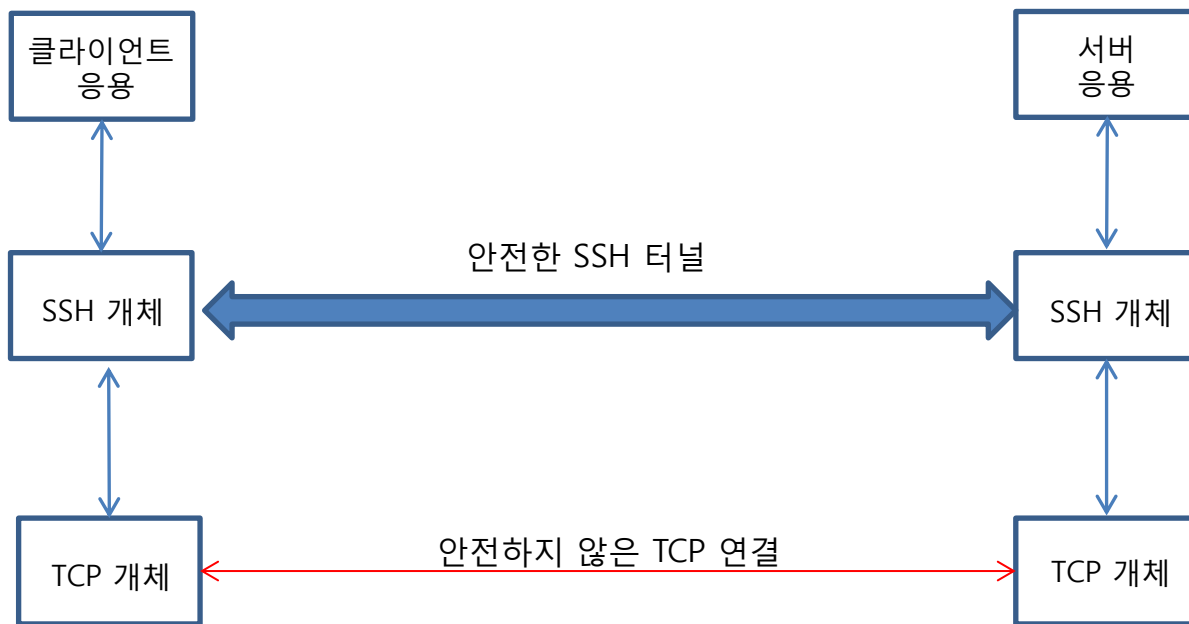 클라이언트
응용
서버
응용
안전한 SSH 터널
SSH 개체
SSH 개체
안전하지 않은 TCP 연결
TCP 개체
TCP 개체